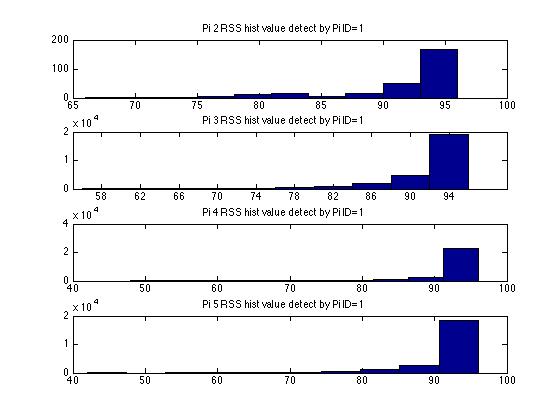 Pi 2 RSS hist value detect by PiID=1
200
100
0
65 70 75 80 85 90 95 100
x 10^4
Pi 3 RSS hist value detect by PiID=1
2
1
0
58 62 66 70 74 78 82 86 90 94
x 10^4
Pi 4 RSS hist value detect by PiID=1
4
2
0
40 50 60 70 80 90 100
x 10^4
Pi 5 RSS hist value detect by PiID=1
2
1
0
40 50 60 70 80 90 100